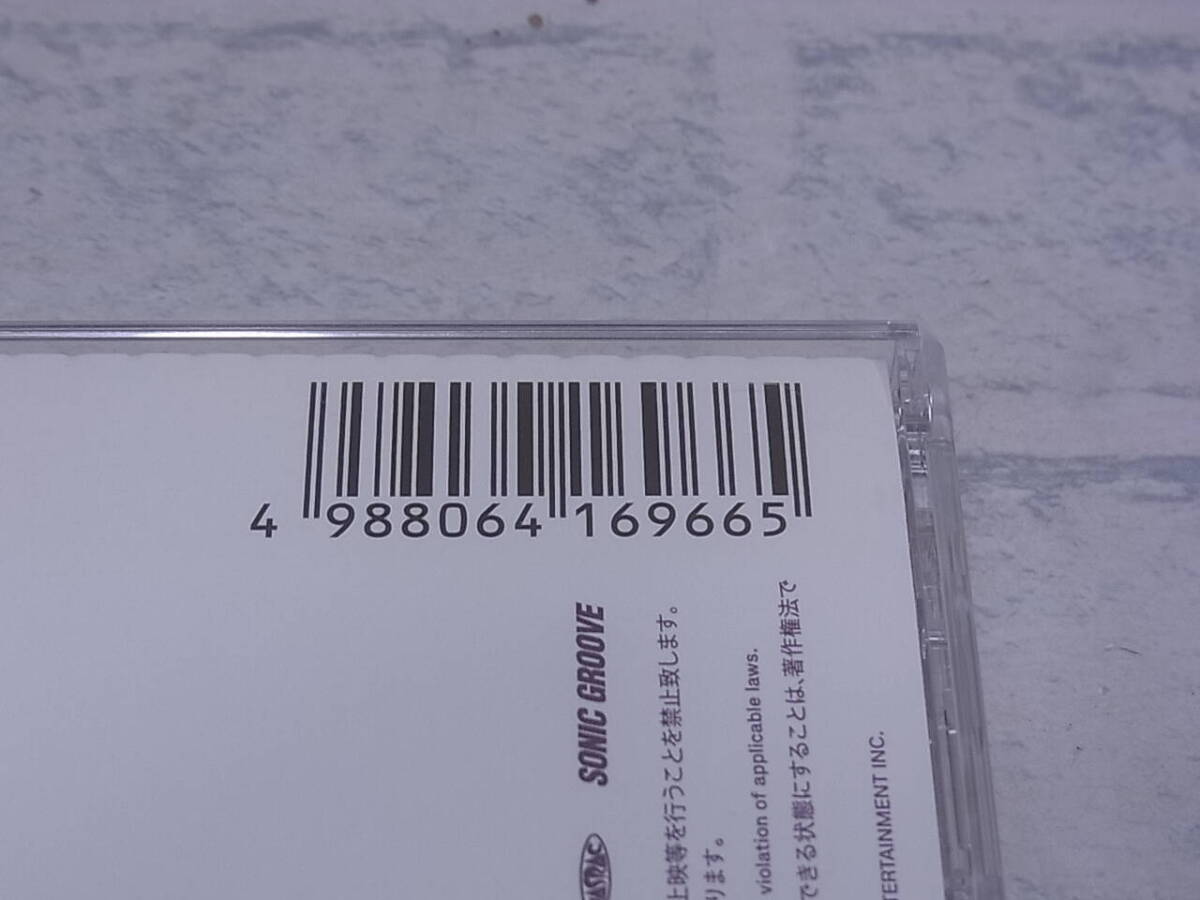 4 988064 169665
SONIC GROOVE
JASRAC
上映等を行うことを禁止致します。
ります。
violation of applicable laws.
できる状態にすることは、著作権法で
TERTAINMENT INC.